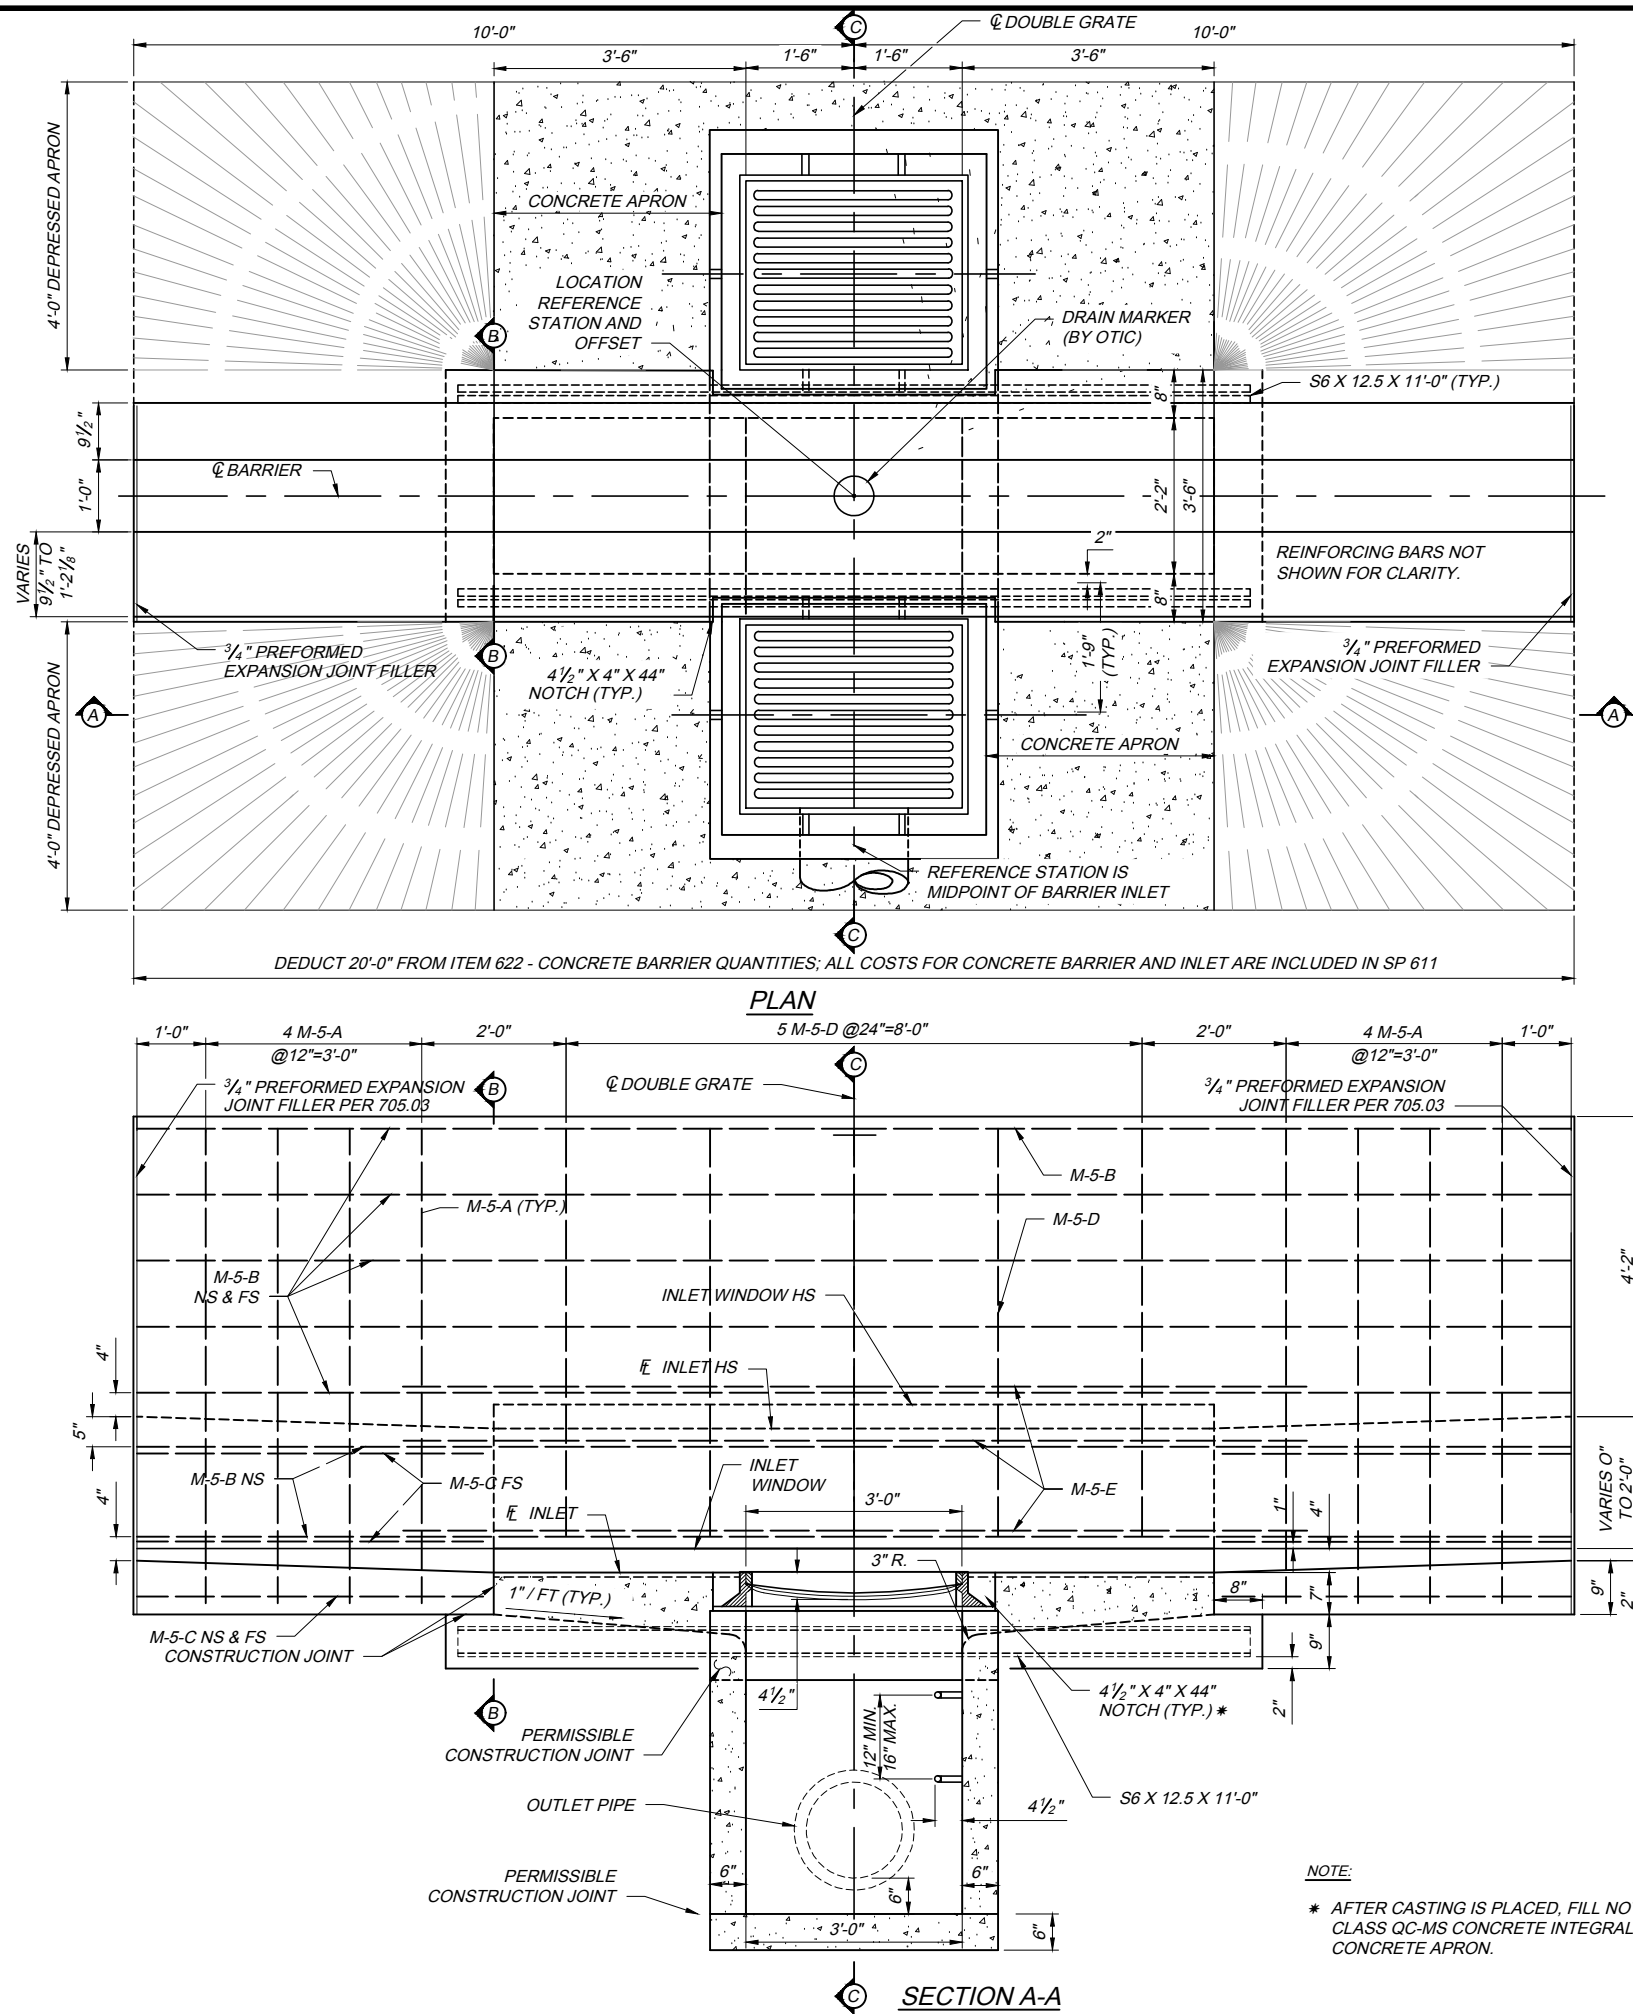 10'-0"
C
℄ DOUBLE GRATE
10'-0"
3'-6"
1'-6"
1'-6"
3'-6"
4'-0" DEPRESSED APRON
CONCRETE APRON
LOCATION
REFERENCE
STATION AND
OFFSET
DRAIN MARKER
(BY OTIC)
B
S6 X 12.5 X 11'-0" (TYP.)
8"
9½"
℄ BARRIER
1'-0"
2'-2"
3'-6"
VARIES
9½" TO
1'-2⅛"
2"
REINFORCING BARS NOT
SHOWN FOR CLARITY.
8"
¾" PREFORMED
EXPANSION JOINT FILLER
B
4½" X 4" X 44"
NOTCH (TYP.)
1'-9"
(TYP.)
¾" PREFORMED
EXPANSION JOINT FILLER
A
A
4'-0" DEPRESSED APRON
CONCRETE APRON
REFERENCE STATION IS
MIDPOINT OF BARRIER INLET
C
DEDUCT 20'-0" FROM ITEM 622 - CONCRETE BARRIER QUANTITIES; ALL COSTS FOR CONCRETE BARRIER AND INLET ARE INCLUDED IN SP 611
PLAN
1'-0"
4 M-5-A
@12"=3'-0"
2'-0"
5 M-5-D @24"=8'-0"
2'-0"
4 M-5-A
@12"=3'-0"
1'-0"
C
¾" PREFORMED EXPANSION
JOINT FILLER PER 705.03
B
℄ DOUBLE GRATE
¾" PREFORMED EXPANSION
JOINT FILLER PER 705.03
M-5-B
M-5-A (TYP.)
M-5-D
4'-2"
M-5-B
NS & FS
INLET WINDOW HS
4"
FL INLET HS
5"
M-5-B NS
M-5-C FS
INLET
WINDOW
M-5-E
4"
3'-0"
1"
4"
VARIES O"
TO 2'-0"
FL INLET
3" R.
1" / FT (TYP.)
8"
7"
9"
2"
M-5-C NS & FS
CONSTRUCTION JOINT
9"
4½"
4½" X 4" X 44"
NOTCH (TYP.) *
2"
B
PERMISSIBLE
CONSTRUCTION JOINT
12" MIN.
16" MAX.
OUTLET PIPE
4½"
S6 X 12.5 X 11'-0"
PERMISSIBLE
CONSTRUCTION JOINT
6"
6"
6"
3'-0"
6"
NOTE:
* AFTER CASTING IS PLACED, FILL NO
CLASS QC-MS CONCRETE INTEGRAL
CONCRETE APRON.
C
SECTION A-A